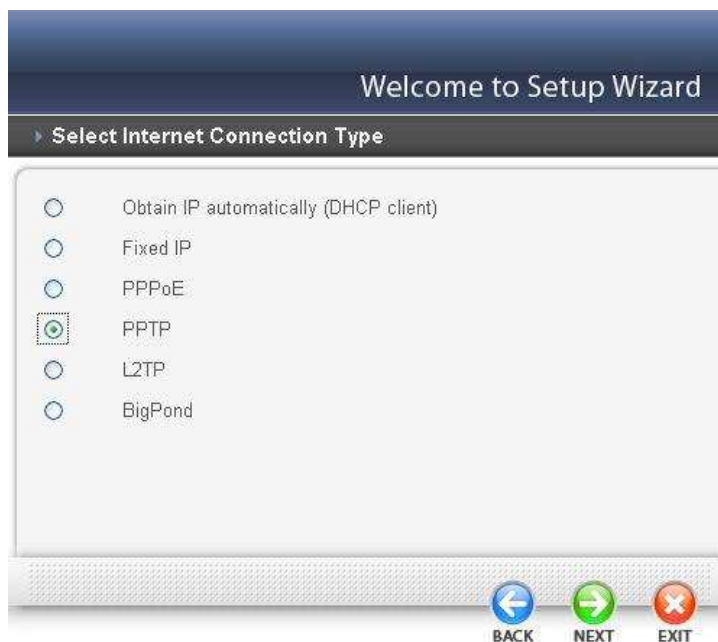 Welcome to Setup Wizard
Select Internet Connection Type
Obtain IP automatically (DHCP client)
Fixed IP
PPPoE
PPTP
L2TP
BigPond
BACK NEXT EXIT